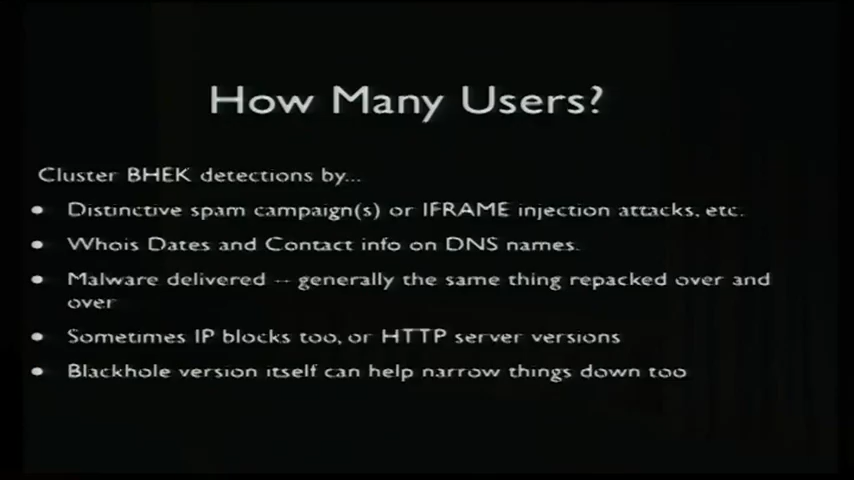 How Many Users?
Cluster BHEK detections by...
• Distinctive spam campaign(s) or IFRAME injection attacks, etc.
• Whois Dates and Contact info on DNS names.
• Malware delivered -- generally the same thing repacked over and
over
• Sometimes IP blocks too, or HTTP server versions
• Blackhole version itself can help narrow things down too